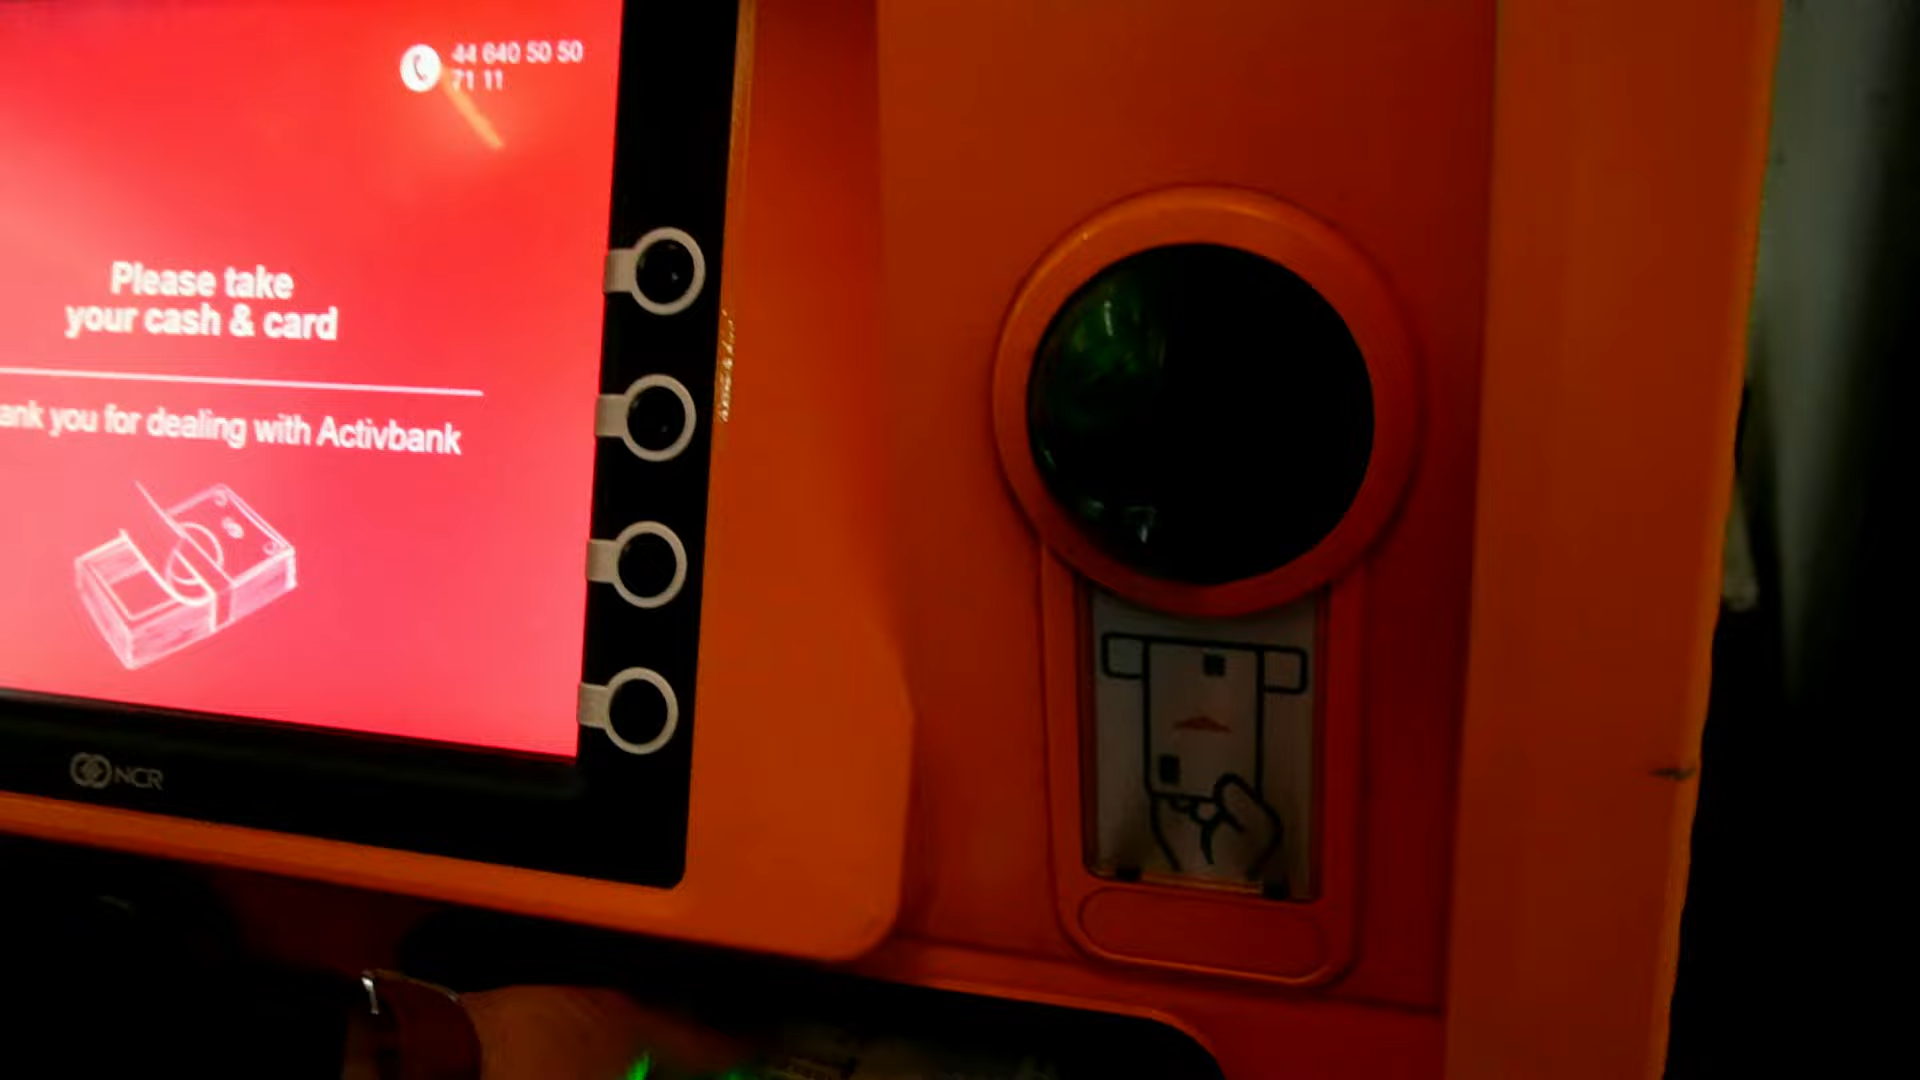 44 640 50 50
71 11
Please take
your cash & card
ank you for dealing with Activbank
NCR